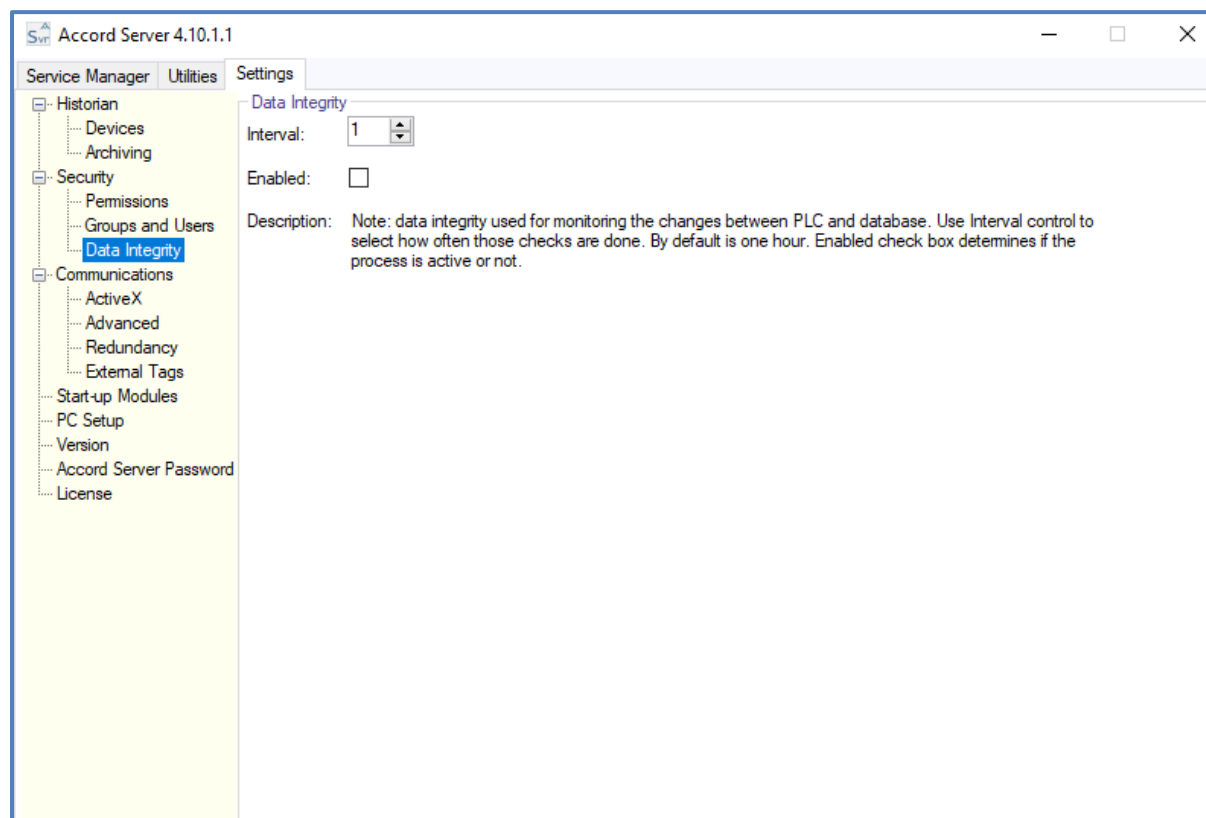 Svr A Accord Server 4.10.1.1
Service Manager Utilities Settings
Historian
Devices
Archiving
Security
Permissions
Groups and Users
Data Integrity
Communications
ActiveX
Advanced
Redundancy
External Tags
Start-up Modules
PC Setup
Version
Accord Server Password
License
Data Integrity
Interval: 1
Enabled:
Description: Note: data integrity used for monitoring the changes between PLC and database. Use Interval control to
select how often those checks are done. By default is one hour. Enabled check box determines if the
process is active or not.